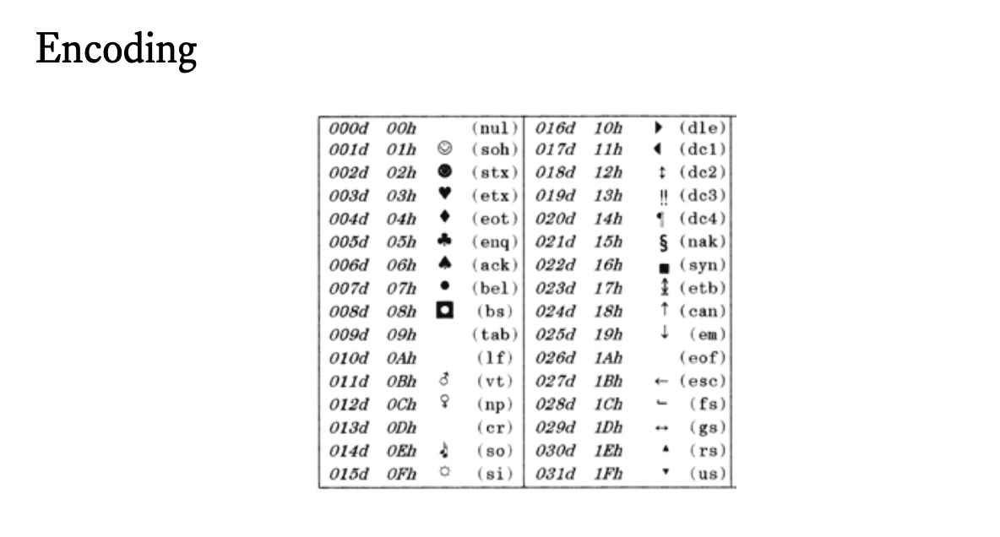 Encoding
000d 00h (nul) 016d 10h ► (dle)
001d 01h ☺ (soh) 017d 11h ◄ (dc1)
002d 02h ☻ (stx) 018d 12h ↕ (dc2)
003d 03h ♥ (etx) 019d 13h ‼ (dc3)
004d 04h ♦ (eot) 020d 14h ¶ (dc4)
005d 05h ♣ (enq) 021d 15h § (nak)
006d 06h ♠ (ack) 022d 16h ■ (syn)
007d 07h • (bel) 023d 17h ↨ (etb)
008d 08h ◘ (bs) 024d 18h ↑ (can)
009d 09h (tab) 025d 19h ↓ (em)
010d 0Ah (lf) 026d 1Ah (eof)
011d 0Bh ♂ (vt) 027d 1Bh ← (esc)
012d 0Ch ♀ (np) 028d 1Ch ∟ (fs)
013d 0Dh (cr) 029d 1Dh ↔ (gs)
014d 0Eh ♪ (so) 030d 1Eh ▲ (rs)
015d 0Fh ☼ (si) 031d 1Fh ▼ (us)